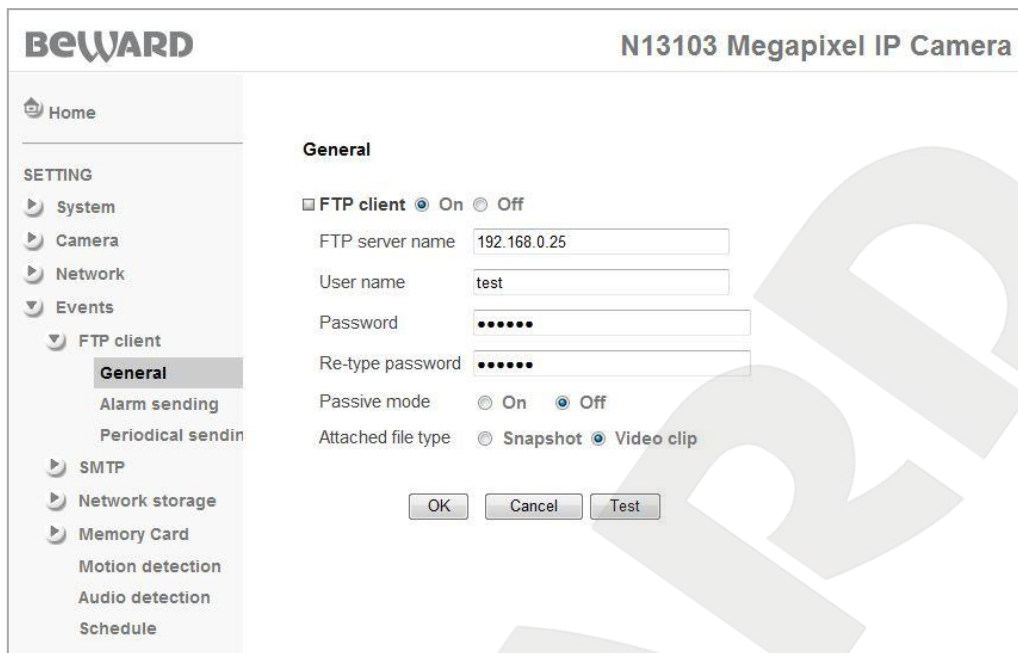 BEWARD
N13103 Megapixel IP Camera
Home
SETTING
System
Camera
Network
Events
FTP client
General
Alarm sending
Periodical sendin
SMTP
Network storage
Memory Card
Motion detection
Audio detection
Schedule
General
FTP client On Off
FTP server name 192.168.0.25
User name test
Password ••••••
Re-type password ••••••
Passive mode On Off
Attached file type Snapshot Video clip
OK Cancel Test